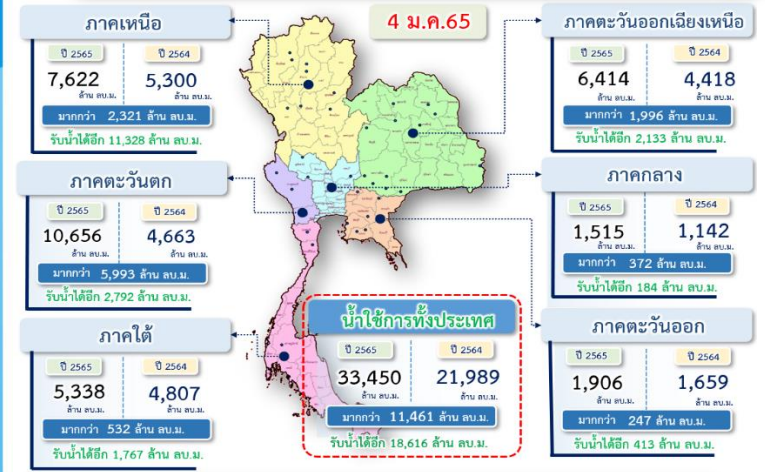 4 ม.ค.65
ภาคเหนือ
ปี 2565 ปี 2564
7,622 5,300
ล้าน ลบ.ม. ล้าน ลบ.ม.
มากกว่า 2,321 ล้าน ลบ.ม.
รับน้ำได้อีก 11,328 ล้าน ลบ.ม.
ภาคตะวันออกเฉียงเหนือ
ปี 2565 ปี 2564
6,414 4,418
ล้าน ลบ.ม. ล้าน ลบ.ม.
มากกว่า 1,996 ล้าน ลบ.ม.
รับน้ำได้อีก 2,133 ล้าน ลบ.ม.
ภาคตะวันตก
ปี 2565 ปี 2564
10,656 4,663
ล้าน ลบ.ม. ล้าน ลบ.ม.
มากกว่า 5,993 ล้าน ลบ.ม.
รับน้ำได้อีก 2,792 ล้าน ลบ.ม.
ภาคกลาง
ปี 2565 ปี 2564
1,515 1,142
ล้าน ลบ.ม. ล้าน ลบ.ม.
มากกว่า 372 ล้าน ลบ.ม.
รับน้ำได้อีก 184 ล้าน ลบ.ม.
ภาคใต้
ปี 2565 ปี 2564
5,338 4,807
ล้าน ลบ.ม. ล้าน ลบ.ม.
มากกว่า 532 ล้าน ลบ.ม.
รับน้ำได้อีก 1,767 ล้าน ลบ.ม.
น้ำใช้การทั้งประเทศ
ปี 2565 ปี 2564
33,450 21,989
ล้าน ลบ.ม. ล้าน ลบ.ม.
มากกว่า 11,461 ล้าน ลบ.ม.
รับน้ำได้อีก 18,616 ล้าน ลบ.ม.
ภาคตะวันออก
ปี 2565 ปี 2564
1,906 1,659
ล้าน ลบ.ม. ล้าน ลบ.ม.
มากกว่า 247 ล้าน ลบ.ม.
รับน้ำได้อีก 413 ล้าน ลบ.ม.